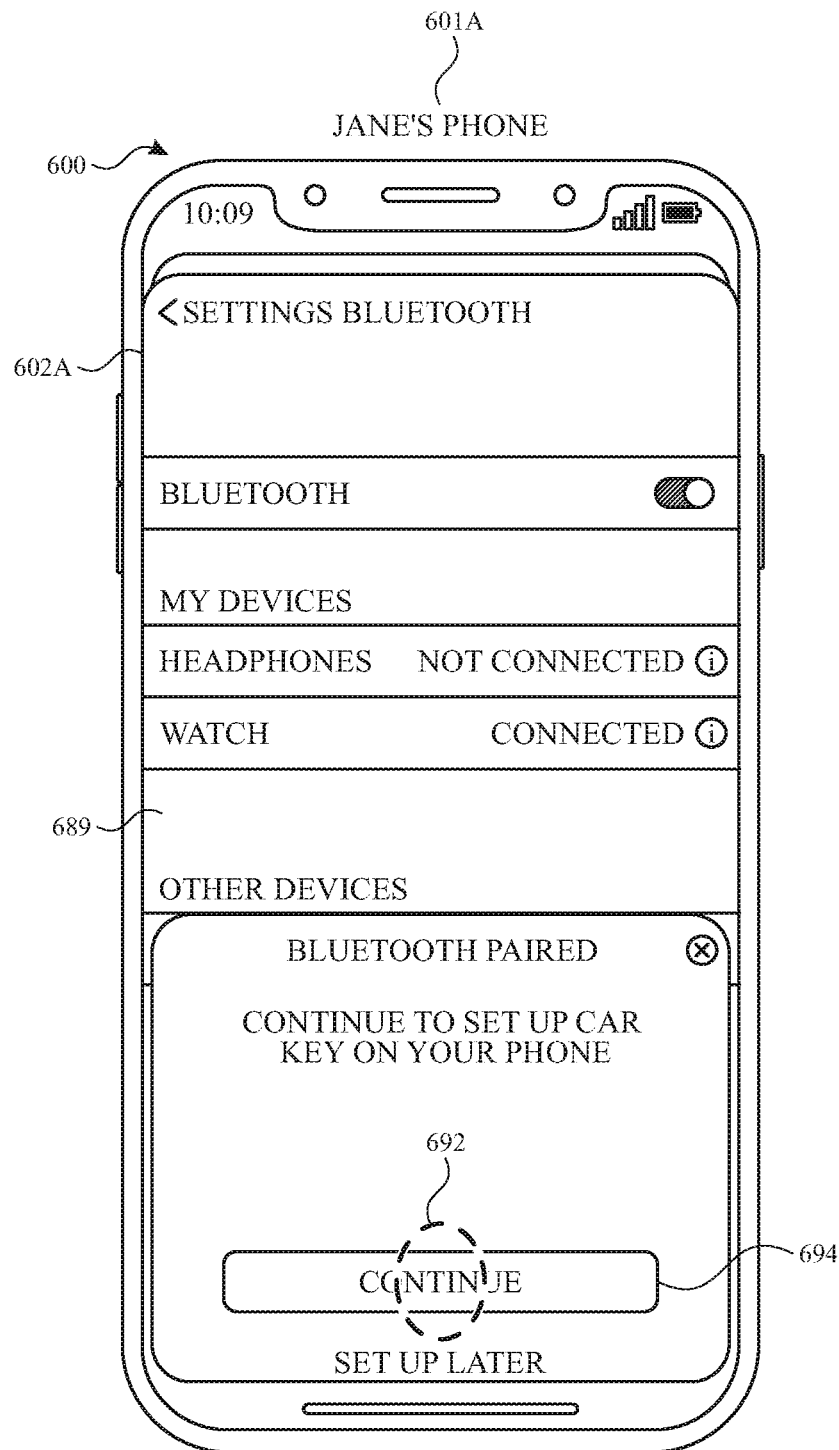 601A
JANE'S PHONE
600
10:09
SETTINGS BLUETOOTH
602A
BLUETOOTH
MY DEVICES
HEADPHONES NOT CONNECTED i
WATCH CONNECTED i
689
OTHER DEVICES
BLUETOOTH PAIRED
CONTINUE TO SET UP CAR
KEY ON YOUR PHONE
692
CONTINUE
694
SET UP LATER